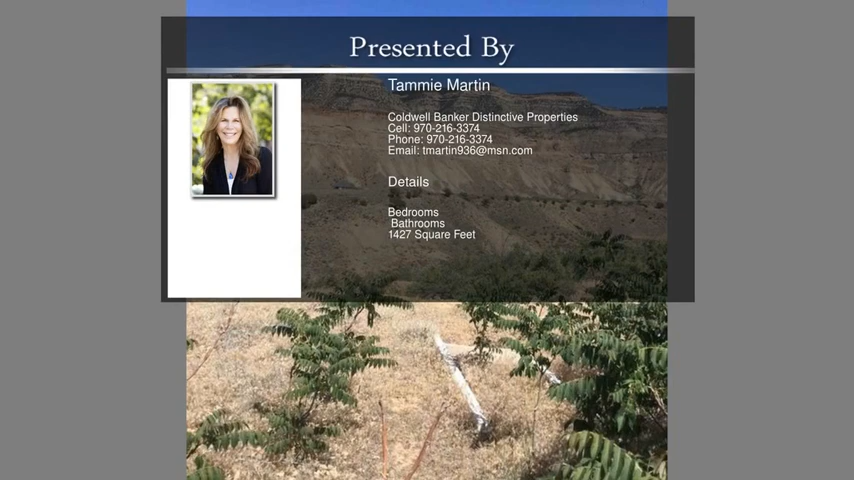 Presented By
Tammie Martin
Coldwell Banker Distinctive Properties
Cell: 970-216-3374
Phone: 970-216-3374
Email: tmartin936@msn.com
Details
Bedrooms
Bathrooms
1427 Square Feet